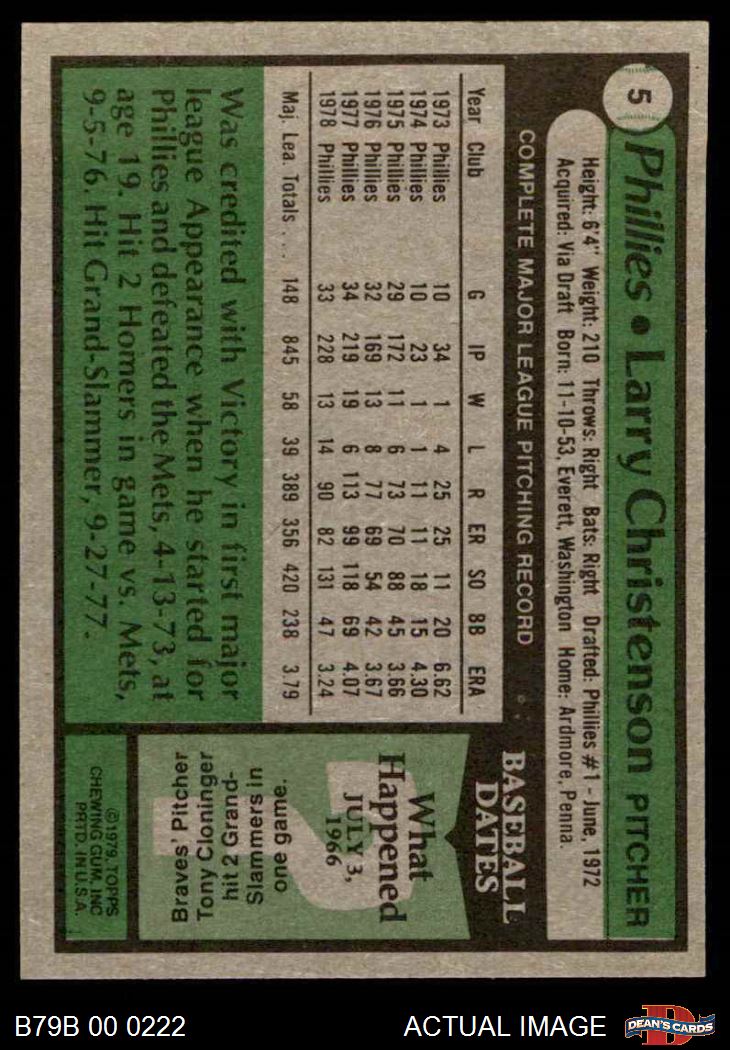 5
Phillies • Larry Christenson PITCHER
Height: 6'4" Weight: 210 Throws: Right Bats: Right Drafted: Phillies #1 - June, 1972
Acquired: Via Draft Born: 11-10-53, Everett, Washington Home: Ardmore, Penna.
COMPLETE MAJOR LEAGUE PITCHING RECORD
Year Club G IP W L R ER SO BB ERA
1973 Phillies 10 34 1 4 25 25 11 20 6.62
1974 Phillies 10 23 1 1 11 11 18 15 4.30
1975 Phillies 29 172 11 6 73 70 88 45 3.66
1976 Phillies 32 169 13 8 77 69 54 42 3.67
1977 Phillies 34 219 19 6 113 99 118 69 4.07
1978 Phillies 33 228 13 14 90 82 131 47 3.24
Maj. Lea. Totals . . . 148 845 58 39 389 356 420 238 3.79
Was credited with Victory in first major
league Appearance when he started for
Phillies and defeated the Mets, 4-13-73, at
age 19. Hit 2 Homers in game vs. Mets,
9-5-76. Hit Grand-Slammer, 9-27-77.
BASEBALL
DATES
What
Happened
JULY 3,
1966
?
Braves' Pitcher
Tony Cloninger
hit 2 Grand-
Slammers in
one game.
©1979, TOPPS
CHEWING GUM, INC
PRTD. IN U.S.A.
B79B 00 0222
ACTUAL IMAGE
D
DEAN'S CARDS